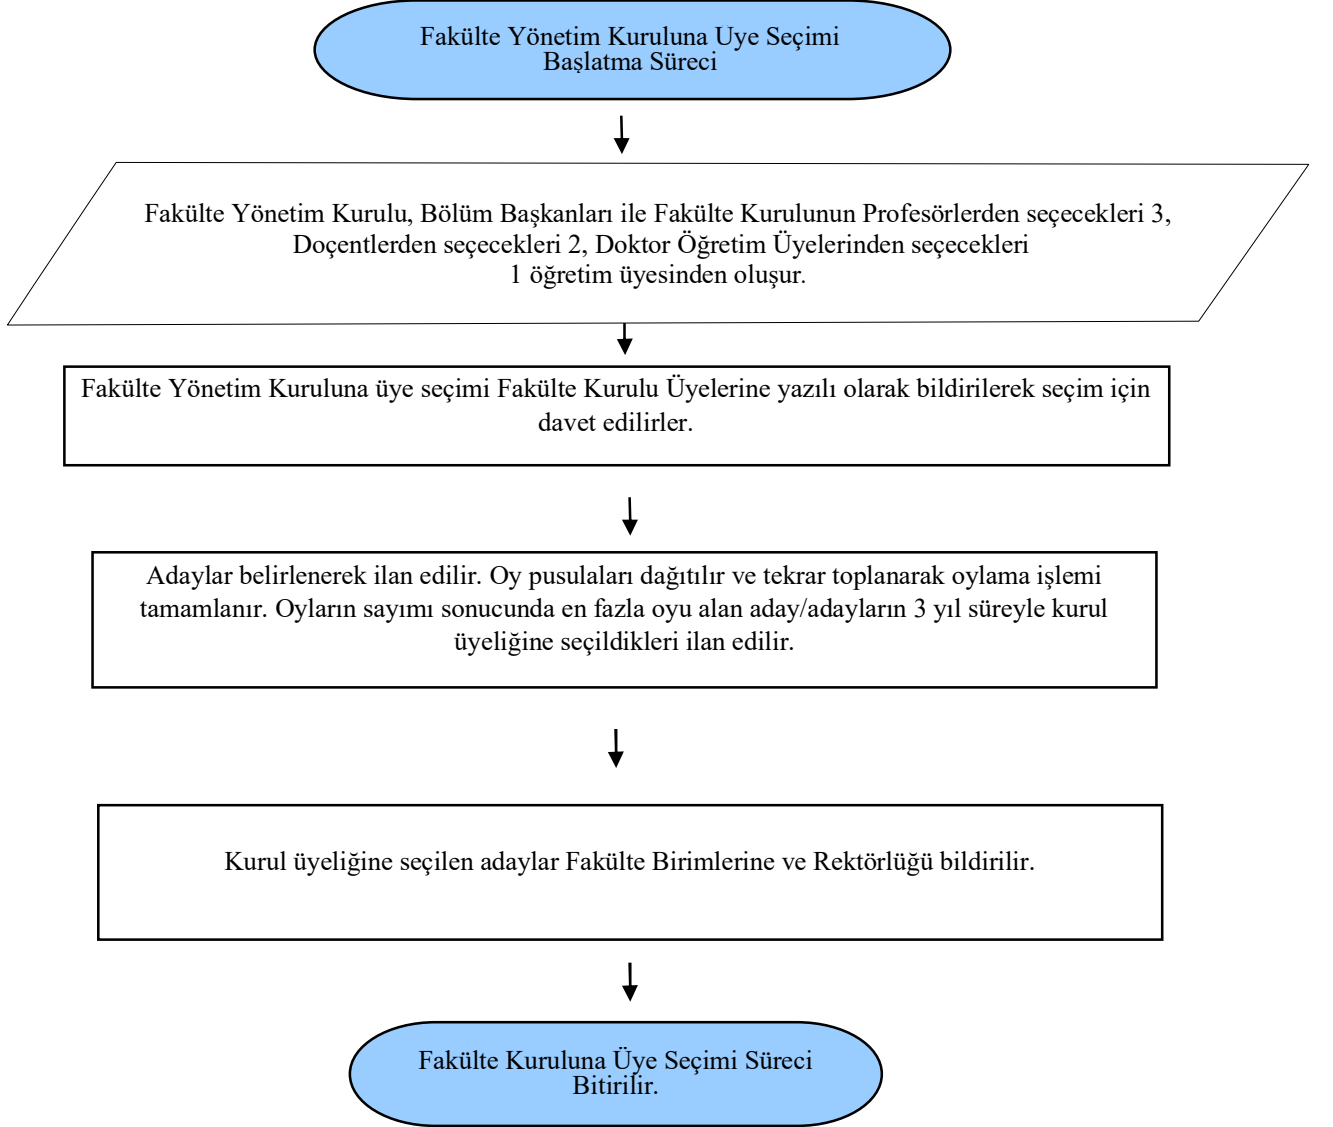 Fakülte Yönetim Kuruluna Uye Seçimi
Başlatma Süreci
Fakülte Yönetim Kurulu, Bölüm Başkanları ile Fakülte Kurulunun Profesörlerden seçecekleri 3,
Doçentlerden seçecekleri 2, Doktor Öğretim Üyelerinden seçecekleri
1 öğretim üyesinden oluşur.
Fakülte Yönetim Kuruluna üye seçimi Fakülte Kurulu Üyelerine yazılı olarak bildirilerek seçim için
davet edilirler.
Adaylar belirlenerek ilan edilir. Oy pusulaları dağıtılır ve tekrar toplanarak oylama işlemi
tamamlanır. Oyların sayımı sonucunda en fazla oyu alan aday/adayların 3 yıl süreyle kurul
üyeliğine seçildikleri ilan edilir.
Kurul üyeliğine seçilen adaylar Fakülte Birimlerine ve Rektörlüğü bildirilir.
Fakülte Kuruluna Üye Seçimi Süreci
Bitirilir.